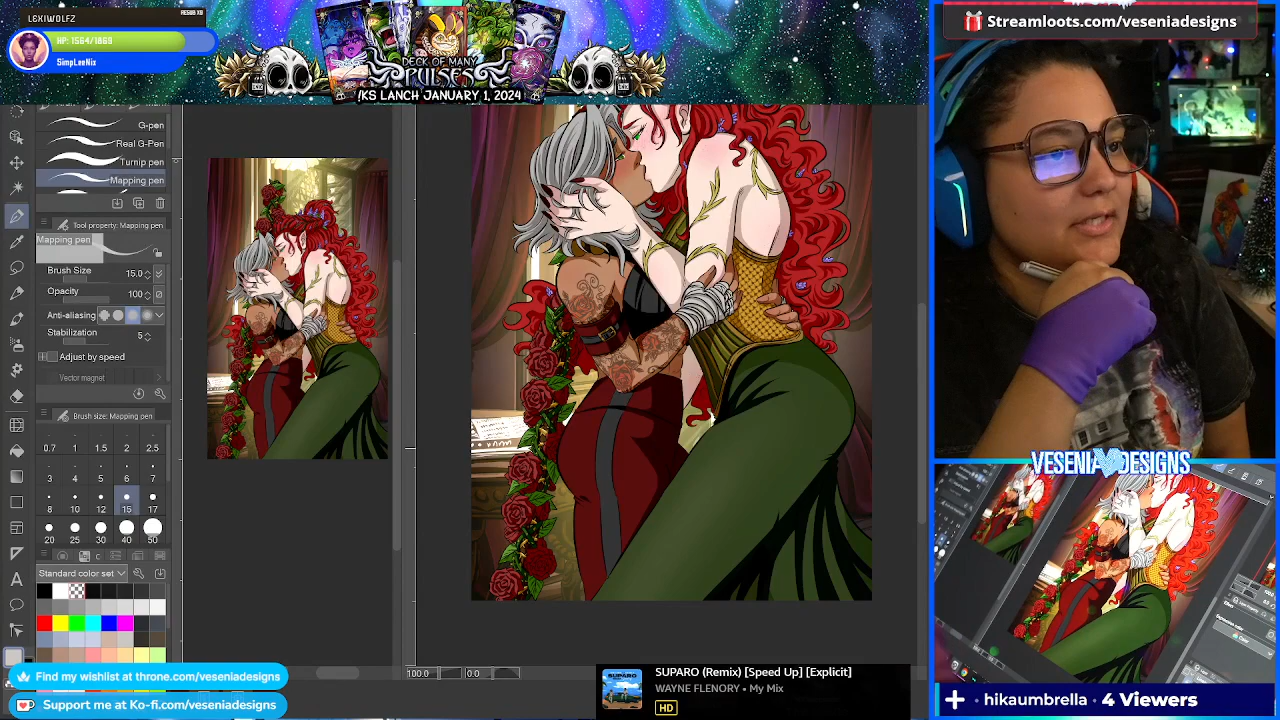 LEXIWOLFZ
HP: 1564/1869
SimpLeeNix
DECK OF MANY
PULSES
!KS LANCH JANUARY 1, 2024
Streamloots.com/veseniadesigns
G-pen
Real G-Pen
Turnip pen
Mapping pen
Tool property: Mapping pen
Mapping pen
Brush Size 15.0
Opacity 100
Anti-aliasing
Stabilization 5
Adjust by speed
Vector magnet
Brush size: Mapping pen
0.7 1 1.5 2 2.5
3 4 5 6 7
8 10 12 15 17
20 25 30 40 50
Standard color set
100.0 0.0
Find my wishlist at throne.com/veseniadesigns
Support me at Ko-fi.com/veseniadesigns
SUPARO
SUPARO (Remix) [Speed Up] [Explicit]
WAYNE FLENORY • My Mix
HD
VESENIA DESIGNS
hikaumbrella • 4 Viewers